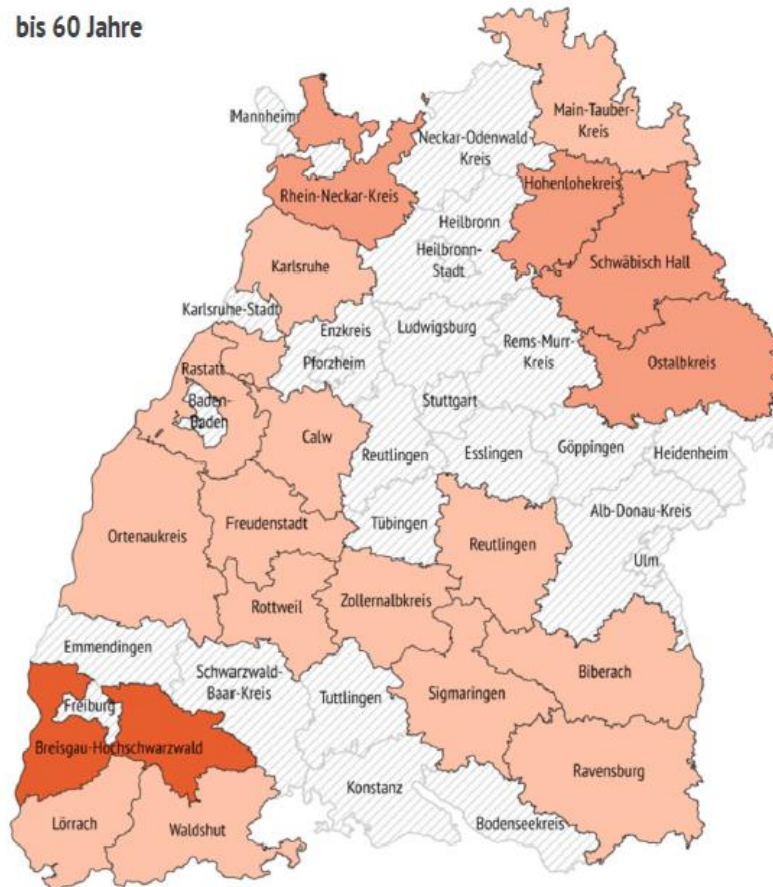 bis 60 Jahre
Mannheim
Main-Tauber-
Kreis
Neckar-Odenwald-
Kreis
Rhein-Neckar-Kreis
Hohenlohekreis
Heilbronn
Heilbronn-
Stadt
Schwäbisch Hall
Karlsruhe
Karlsruhe-Stadt
Enzkreis
Ludwigsburg
Pforzheim
Rems-Murr-
Kreis
Ostalbkreis
Rastatt
Baden-
Baden
Stuttgart
Calw
Reutlingen
Esslingen
Göppingen
Heidenheim
Alb-Donau-Kreis
Freudenstadt
Tübingen
Ortenaukreis
Reutlingen
Ulm
Rottweil
Zollernalbkreis
Emmendingen
Schwarzwald-
Baar-Kreis
Biberach
Tuttlingen
Sigmaringen
Freiburg
Breisgau-Hochschwarzwald
Ravensburg
Konstanz
Lörrach
Waldshut
Bodenseekreis